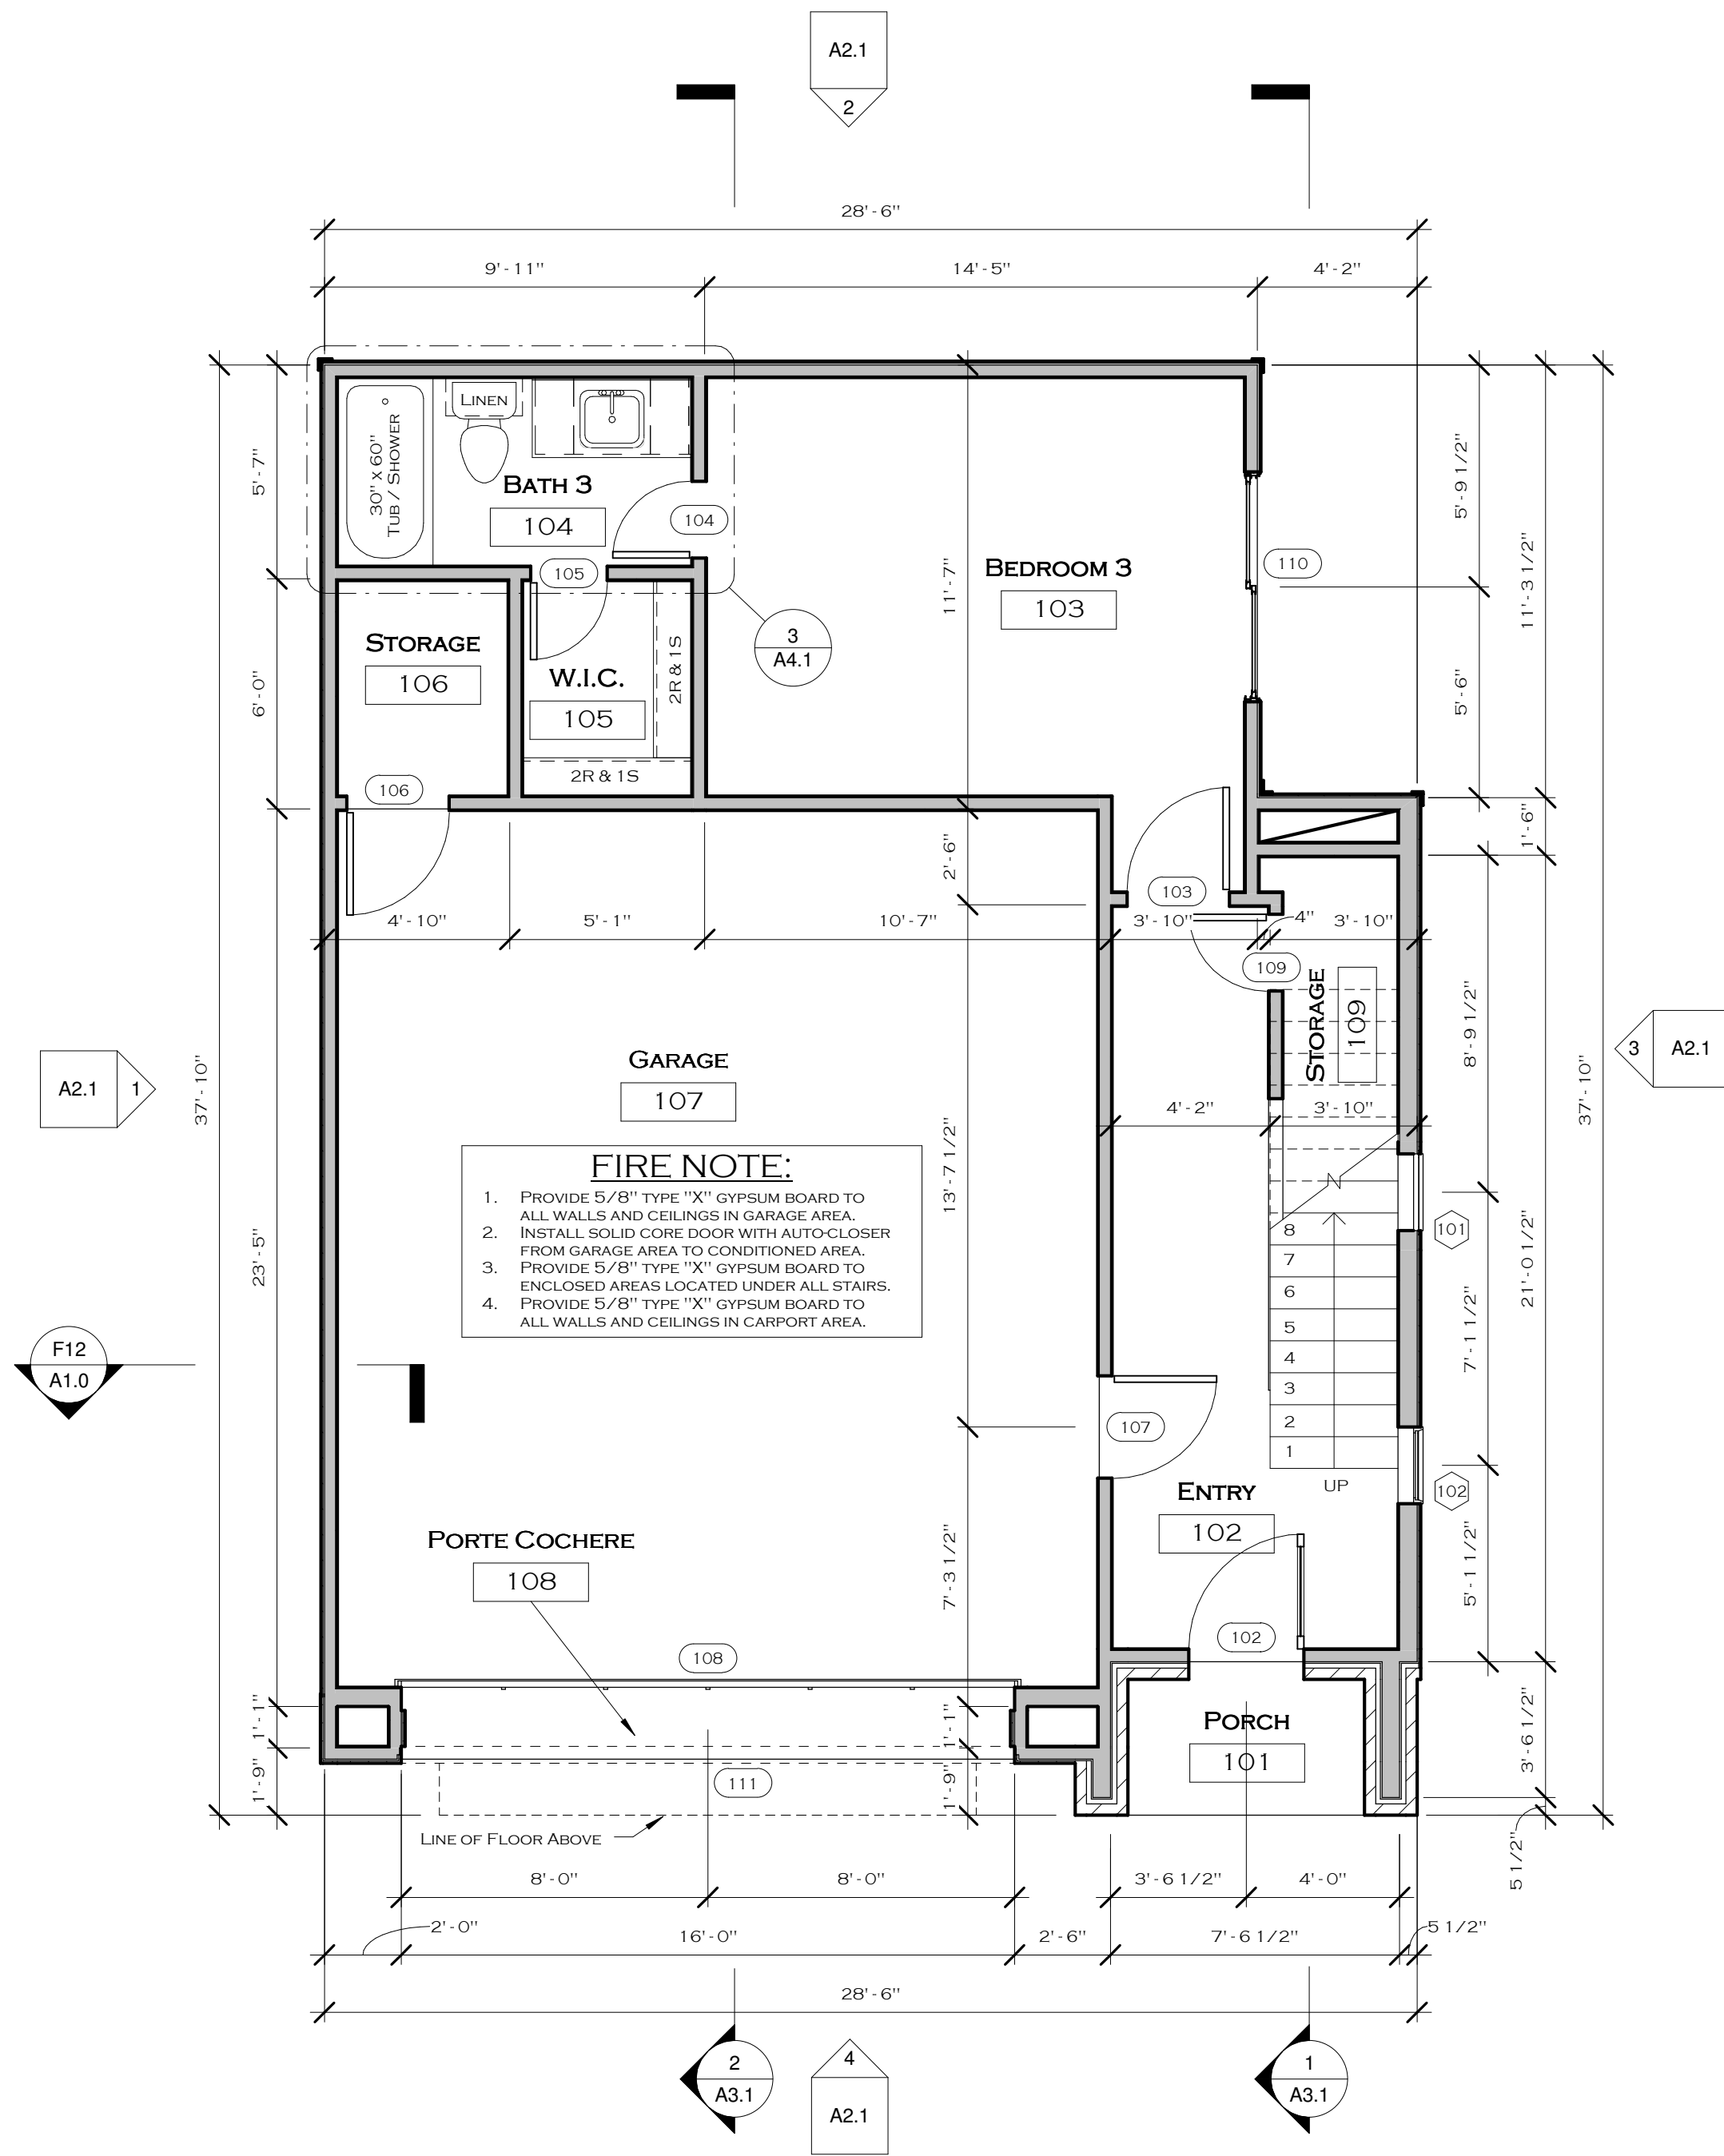 A2.1
2
28'-6"
9'-11"
14'-5"
4'-2"
LINEN
30" X 60"
TUB / SHOWER
BATH 3
104
104
105
5'-7"
BEDROOM 3
103
11'-7"
110
5'-9 1/2"
11'-3 1/2"
5'-6"
3
A4.1
STORAGE
106
W.I.C.
105
2R & 1S
2R & 1S
6'-0"
106
1'-6"
2'-6"
103
4'-10"
5'-1"
10'-7"
3'-10"
4"
3'-10"
109
STORAGE
109
8'-9 1/2"
A2.1
1
37'-10"
GARAGE
107
4'-2"
3'-10"
37'-10"
3
A2.1
FIRE NOTE:
1. PROVIDE 5/8" TYPE "X" GYPSUM BOARD TO
ALL WALLS AND CEILINGS IN GARAGE AREA.
2. INSTALL SOLID CORE DOOR WITH AUTO-CLOSER
FROM GARAGE AREA TO CONDITIONED AREA.
3. PROVIDE 5/8" TYPE "X" GYPSUM BOARD TO
ENCLOSED AREAS LOCATED UNDER ALL STAIRS.
4. PROVIDE 5/8" TYPE "X" GYPSUM BOARD TO
ALL WALLS AND CEILINGS IN CARPORT AREA.
13'-7 1/2"
23'-5"
101
8
7
6
5
4
3
2
1
UP
21'-0 1/2"
7'-1 1/2"
F12
A1.0
107
ENTRY
102
102
PORTE COCHERE
108
7'-3 1/2"
5'-1 1/2"
102
108
1'-1"
1'-1"
PORCH
101
3'-6 1/2"
1'-9"
111
1'-9"
LINE OF FLOOR ABOVE
5 1/2"
8'-0"
8'-0"
3'-6 1/2"
4'-0"
2'-0"
16'-0"
2'-6"
7'-6 1/2"
5 1/2"
28'-6"
2
A3.1
4
A2.1
1
A3.1